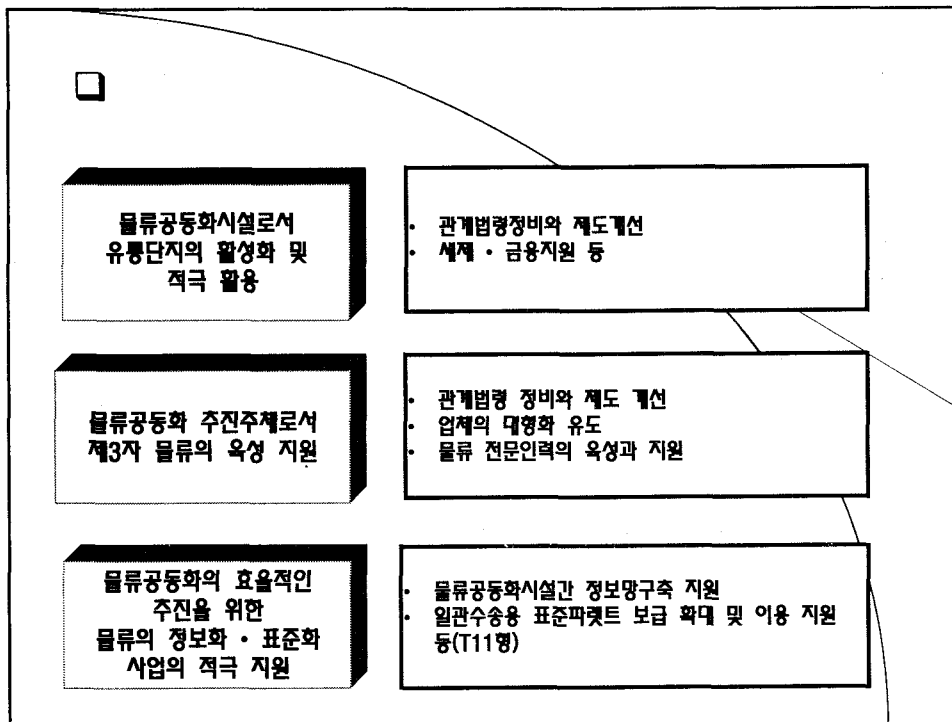 물류공동화시설로서
유통단지의 활성화 및
적극 활용
• 관계법령정비와 제도개선
• 세제 • 금융지원 등
물류공동화 추진주체로서
제3자 물류의 육성 지원
• 관계법령 정비와 제도 개선
• 업체의 대형화 유도
• 물류 전문인력의 육성과 지원
물류공동화의 효율적인
추진을 위한
물류의 정보화 • 표준화
사업의 적극 지원
• 물류공동화시설간 정보망구축 지원
• 일관수송용 표준파렛트 보급 확대 및 이용 지원
등(T11형)